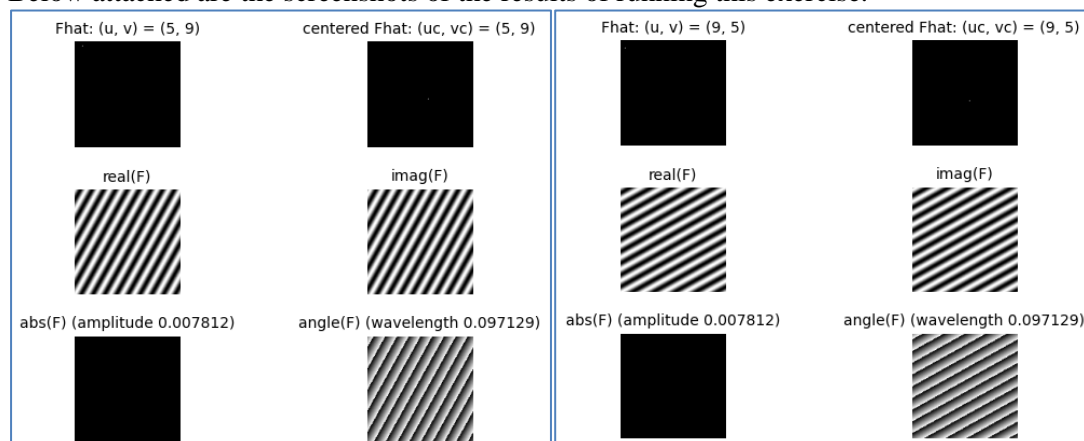 Below attached are the screenshots of the results of running this exercise.
Fhat: (u, v) = (5, 9)
centered Fhat: (uc, vc) = (5, 9)
real(F)
imag(F)
abs(F) (amplitude 0.007812)
angle(F) (wavelength 0.097129)
Fhat: (u, v) = (9, 5)
centered Fhat: (uc, vc) = (9, 5)
real(F)
imag(F)
abs(F) (amplitude 0.007812)
angle(F) (wavelength 0.097129)